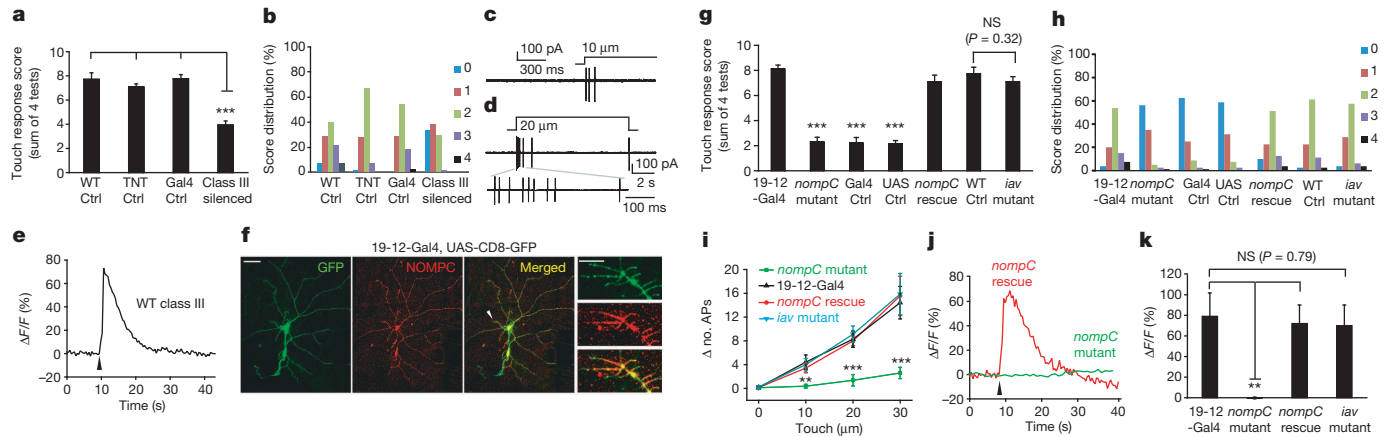 a
Touch response score
(sum of 4 tests)
10
8
6
4
2
0
***
WT
Ctrl
TNT
Ctrl
Gal4
Ctrl
Class III
silenced
b
Score distribution (%)
100
80
60
40
20
0
0
1
2
3
4
WT
Ctrl
TNT
Ctrl
Gal4
Ctrl
Class III
silenced
c
100 pA
300 ms
10 μm
d
20 μm
100 pA
2 s
100 ms
e
ΔF/F (%)
80
60
40
20
0
–20
WT class III
0
10
20
30
40
Time (s)
f
19-12-Gal4, UAS-CD8-GFP
GFP
NOMPC
Merged
g
Touch response score
(sum of 4 tests)
10
8
6
4
2
0
NS
(P = 0.32)
***
***
***
19-12
-Gal4
nompC
mutant
Gal4
Ctrl
UAS
Ctrl
nompC
rescue
WT
Ctrl
iav
mutant
h
Score distribution (%)
100
80
60
40
20
0
0
1
2
3
4
19-12
-Gal4
nompC
mutant
Gal4
Ctrl
UAS
Ctrl
nompC
rescue
WT
Ctrl
iav
mutant
i
Δ no. APs
20
16
12
8
4
0
nompC mutant
19-12-Gal4
nompC rescue
iav mutant
**
***
***
0
10
20
30
Touch (μm)
j
ΔF/F (%)
80
60
40
20
0
–20
nompC
rescue
nompC
mutant
0
10
20
30
40
Time (s)
k
NS (P = 0.79)
ΔF/F (%)
120
100
80
60
40
20
0
**
19-12
-Gal4
nompC
mutant
nompC
rescue
iav
mutant